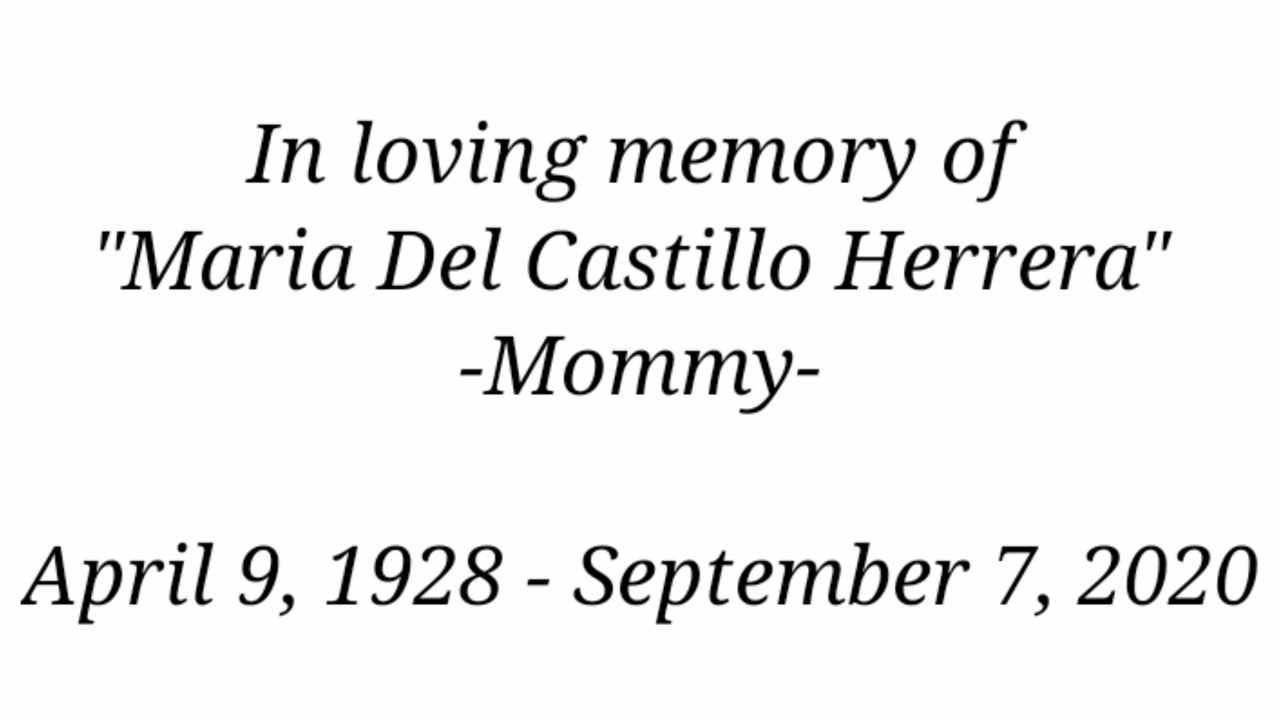 In loving memory of
"Maria Del Castillo Herrera"
-Mommy-
April 9, 1928 - September 7, 2020